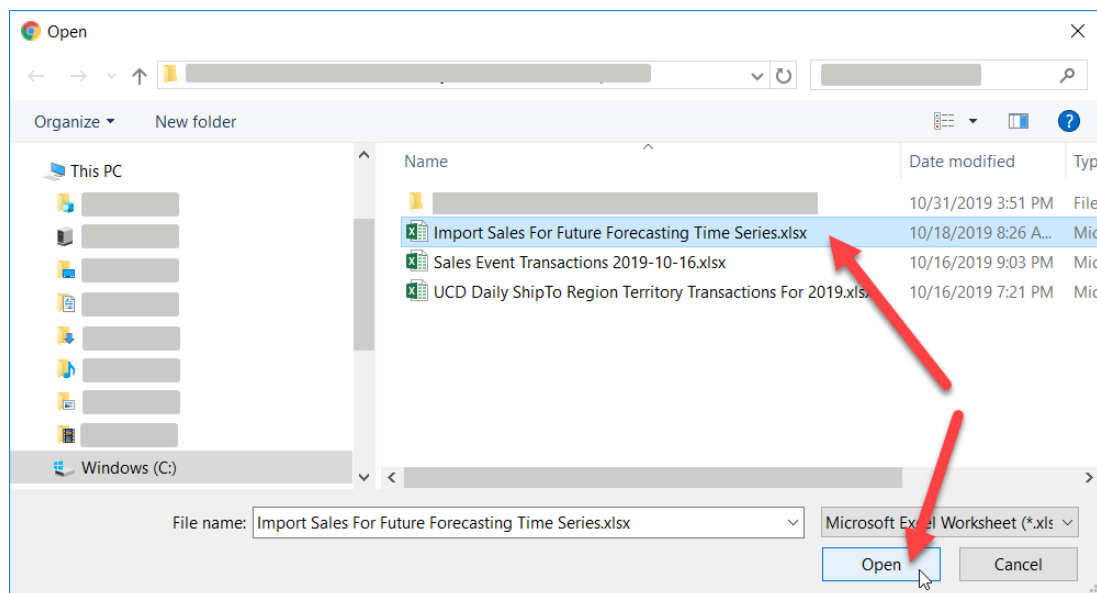 Open
Organize
New folder
?
This PC
Name
Date modified
Typ
10/31/2019 3:51 PM
File
Import Sales For Future Forecasting Time Series.xlsx
10/18/2019 8:26 A...
Mic
Sales Event Transactions 2019-10-16.xlsx
10/16/2019 9:03 PM
Mic
UCD Daily ShipTo Region Territory Transactions For 2019.xlsx
10/16/2019 7:21 PM
Mic
Windows (C:)
File name:
Import Sales For Future Forecasting Time Series.xlsx
Microsoft Excel Worksheet (*.xls
Open
Cancel